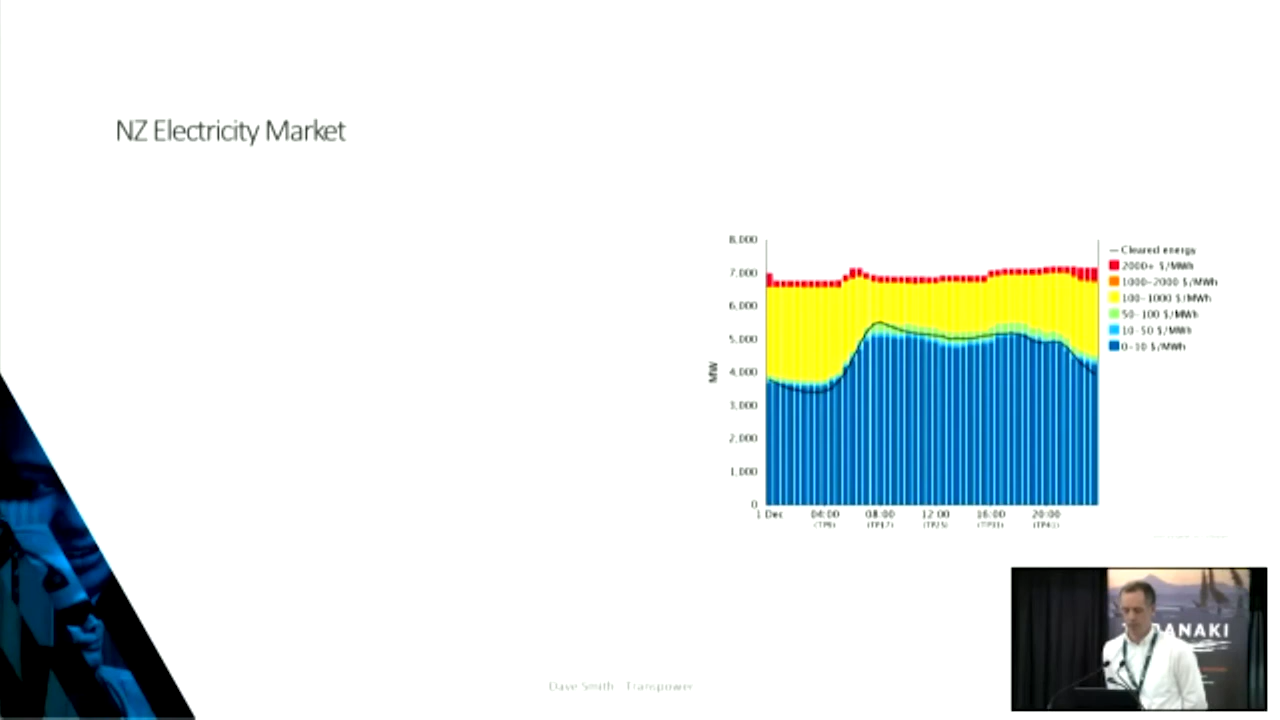 NZ Electricity Market
8,000
7,000
6,000
5,000
4,000
3,000
2,000
1,000
0
MW
1 Dec 04:00 08:00 12:00 16:00 20:00
(TP9) (TP17) (TP25) (TP33) (TP41)
Cleared energy
2000+ $/MWh
1000-2000 $/MWh
100-1000 $/MWh
50-100 $/MWh
10-50 $/MWh
0-10 $/MWh
Dave Smith - Transpower